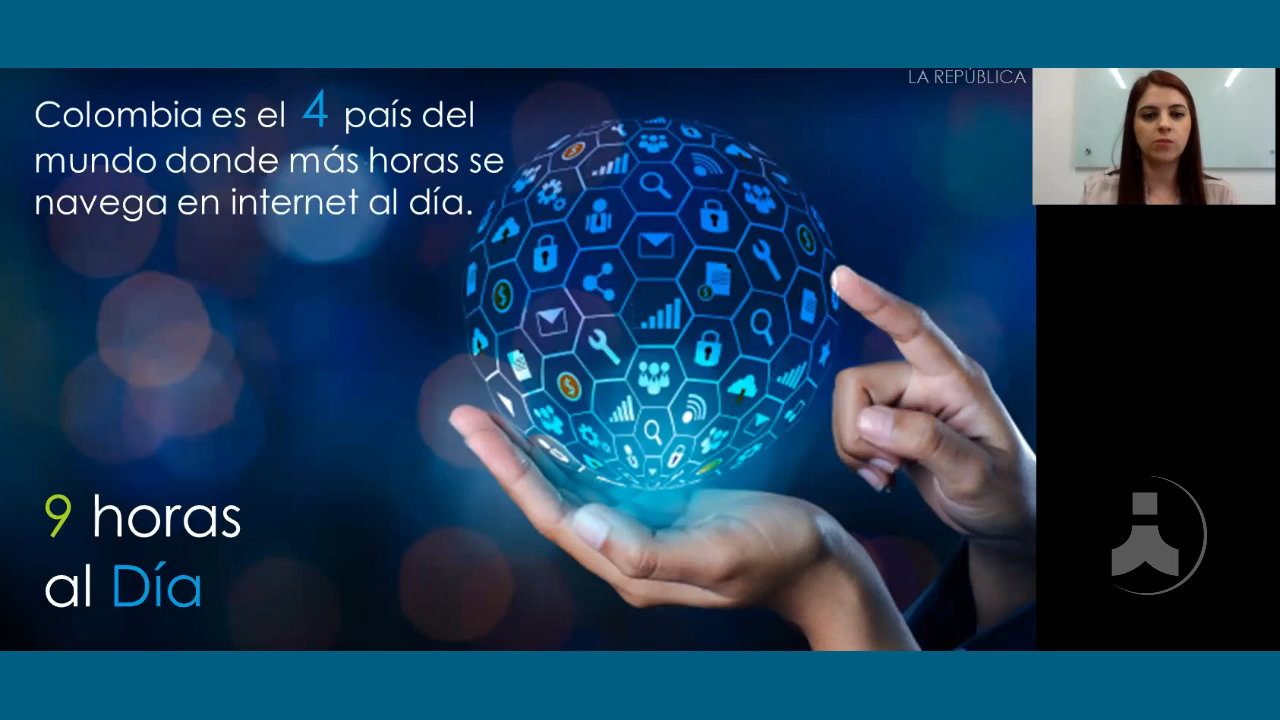 LA REPÚBLICA
Colombia es el 4 país del
mundo donde más horas se
navega en internet al día.
9 horas
al Día